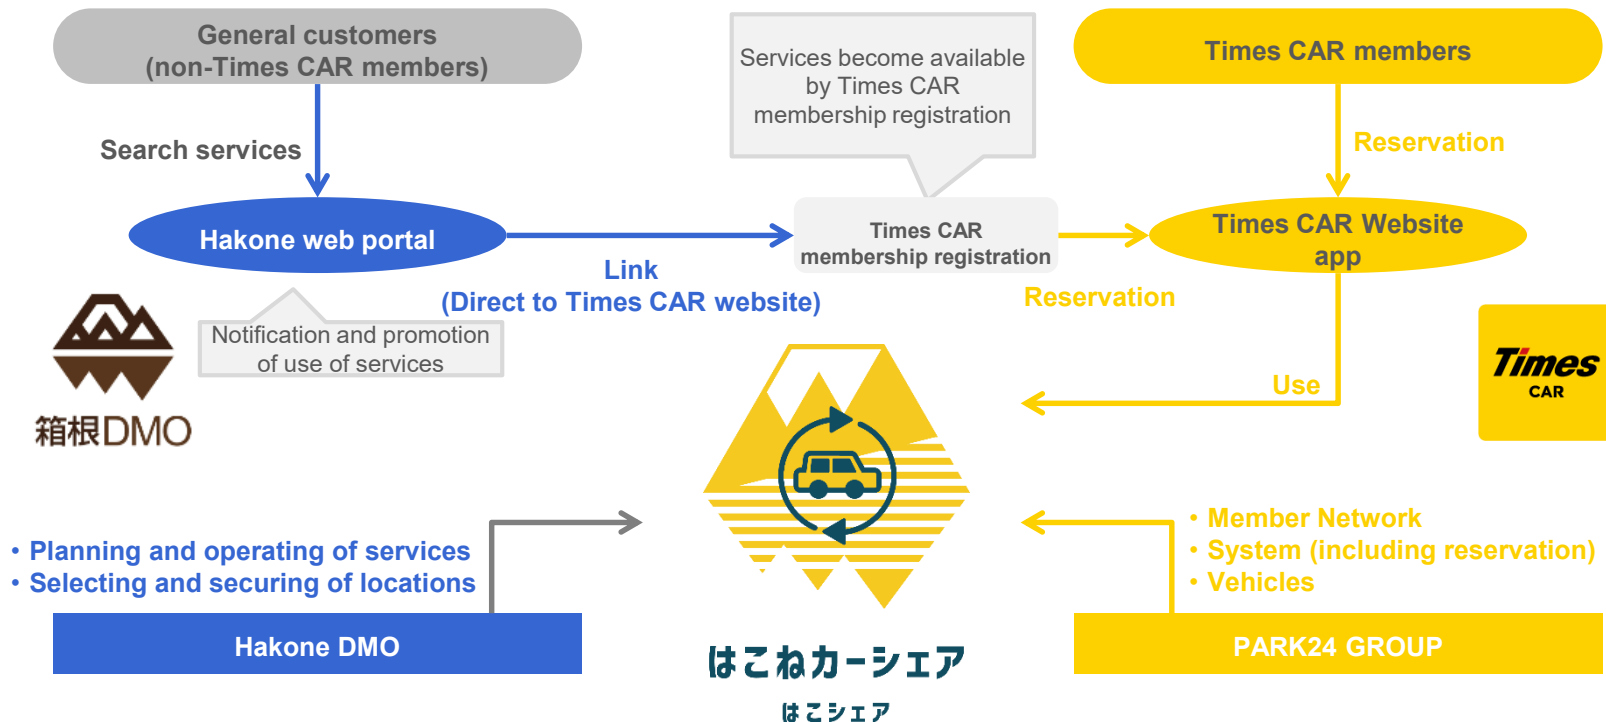 General customers
(non-Times CAR members)
Services become available
by Times CAR
membership registration
Times CAR members
Search services
Reservation
Hakone web portal
Times CAR
membership registration
Times CAR Website
app
Link
(Direct to Times CAR website)
Reservation
Notification and promotion
of use of services
箱根DMO
Use
Times
CAR
• Planning and operating of services
• Selecting and securing of locations
• Member Network
• System (including reservation)
• Vehicles
Hakone DMO
PARK24 GROUP
はこねカーシェア
はこシェア